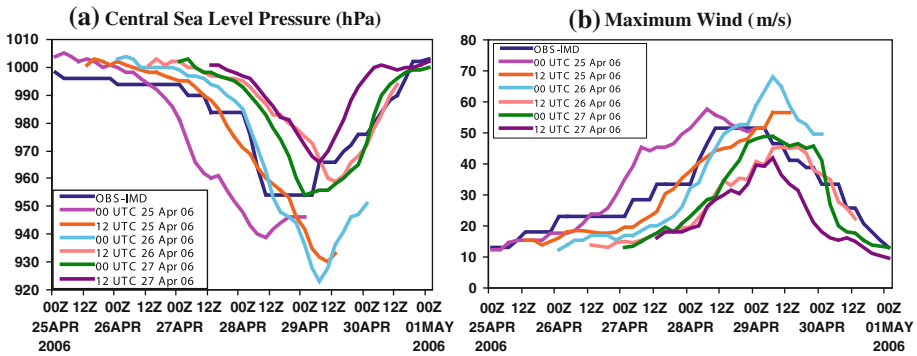 (a) Central Sea Level Pressure (hPa)
1010
1000
990
980
970
960
950
940
930
920
OBS-IMD
00 UTC 25 Apr 06
12 UTC 25 Apr 06
00 UTC 26 Apr 06
12 UTC 26 Apr 06
00 UTC 27 Apr 06
12 UTC 27 Apr 06
00Z 12Z 00Z 12Z 00Z 12Z 00Z 12Z 00Z 12Z 00Z 12Z 00Z
25APR 26APR 27APR 28APR 29APR 30APR 01MAY
2006 2006
(b) Maximum Wind (m/s)
80
70
60
50
40
30
20
10
0
OBS-IMD
00 UTC 25 Apr 06
12 UTC 25 Apr 06
00 UTC 26 Apr 06
12 UTC 26 Apr 06
00 UTC 27 Apr 06
12 UTC 27 Apr 06
00Z 12Z 00Z 12Z 00Z 12Z 00Z 12Z 00Z 12Z 00Z 12Z 00Z
25APR 26APR 27APR 28APR 29APR 30APR 01MAY
2006 2006